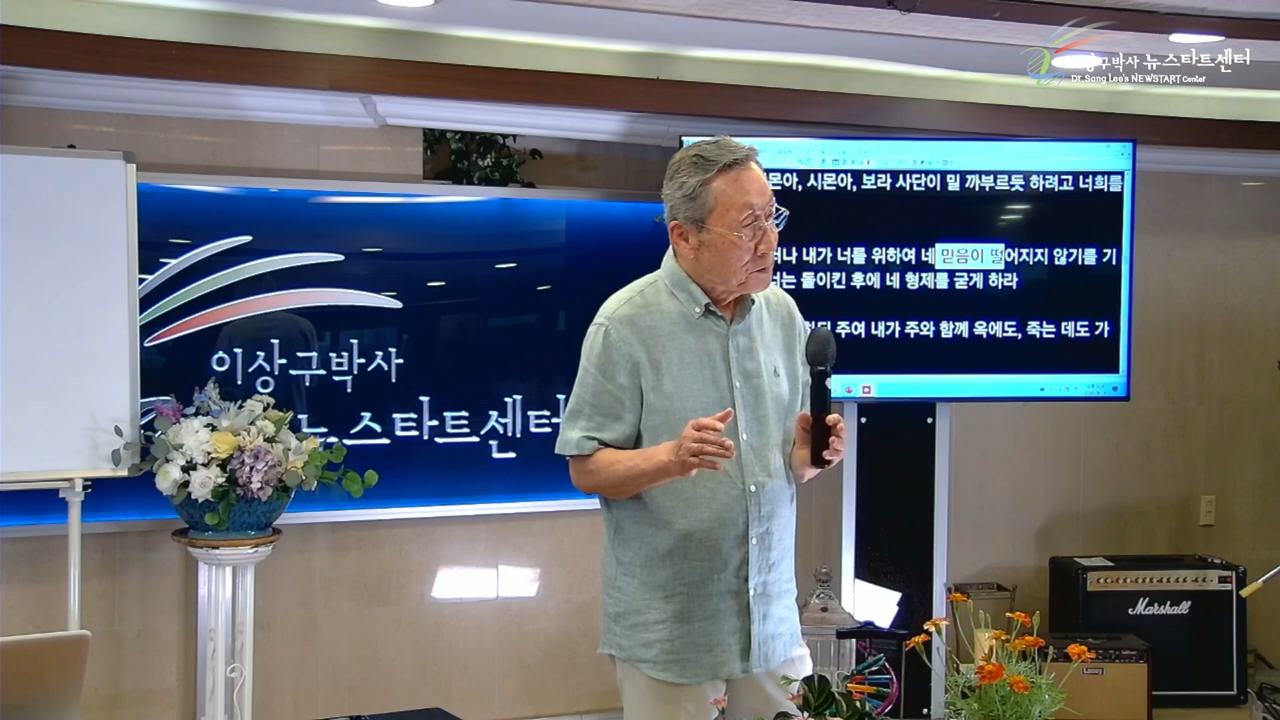 구박사 뉴스타트센터
Dr. Sang Lee's NEWSTART Center
몬아, 시몬아, 보라 사단이 밀 까부르듯 하려고 너희를
나 내가 너를 위하여 네 믿음이 떨어지지 않기를 기
너는 돌이킨 후에 네 형제를 굳게 하라
주여 내가 주와 함께 옥에도, 죽는 데도 가
이상구박사
뉴스타트센터
Marshall
Laney